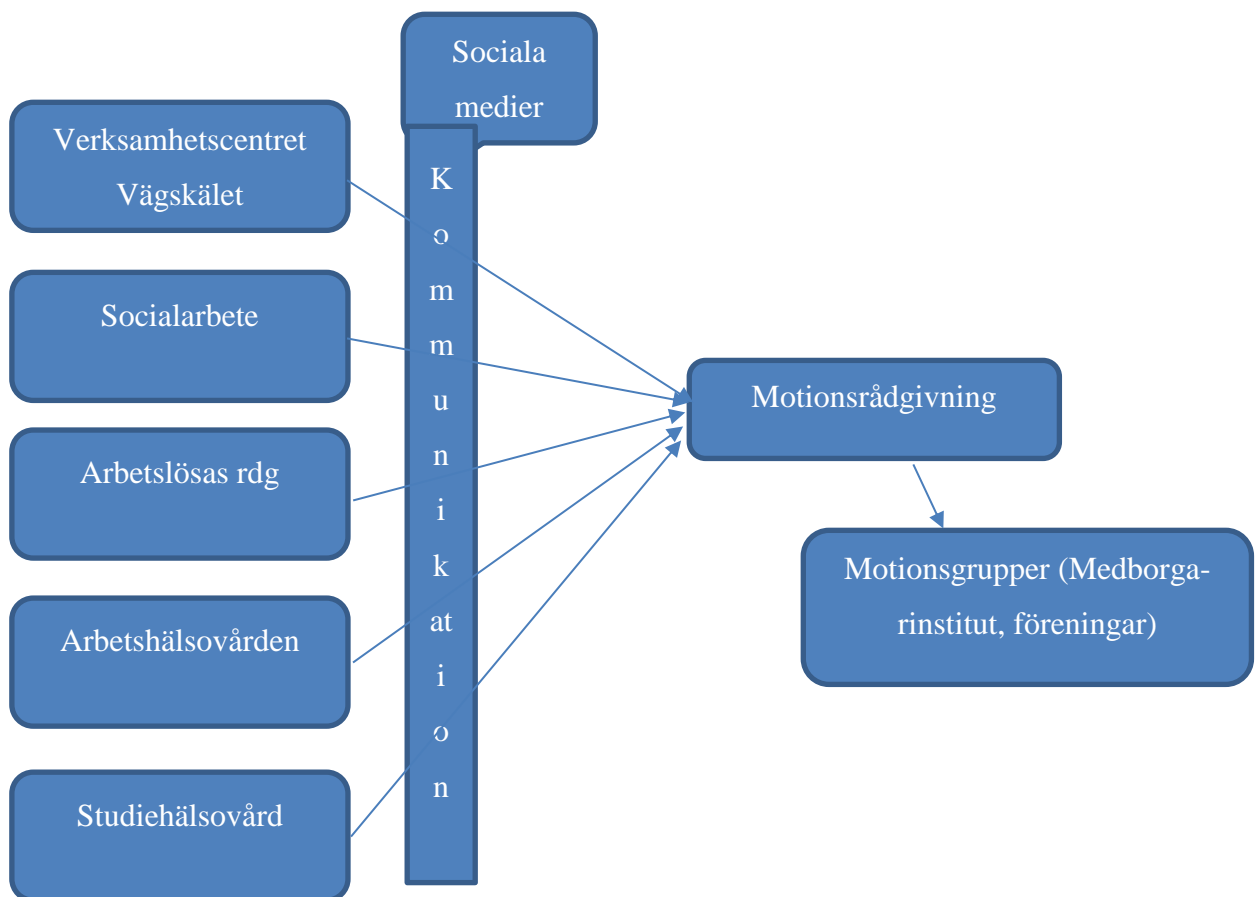 Sociala
medier
Verksamhetscentret
Vägskälet
Socialarbete
Arbetslösas rdg
Arbetshälsovården
Studiehälsovård
K
o
m
m
u
n
i
k
at
i
o
n
Motionsrådgivning
Motionsgrupper (Medborga-
rinstitut, föreningar)